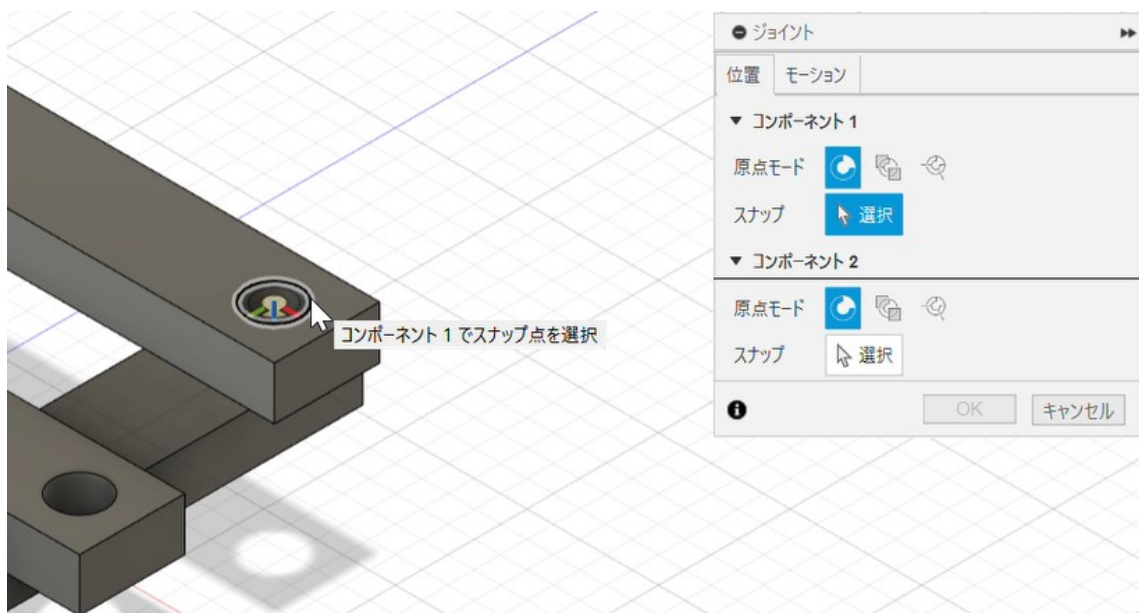 ジョイント
位置 モーション
▼ コンポーネント 1
原点モード
スナップ 選択
▼ コンポーネント 2
原点モード
スナップ 選択
OK キャンセル
コンポーネント 1 でスナップ点を選択